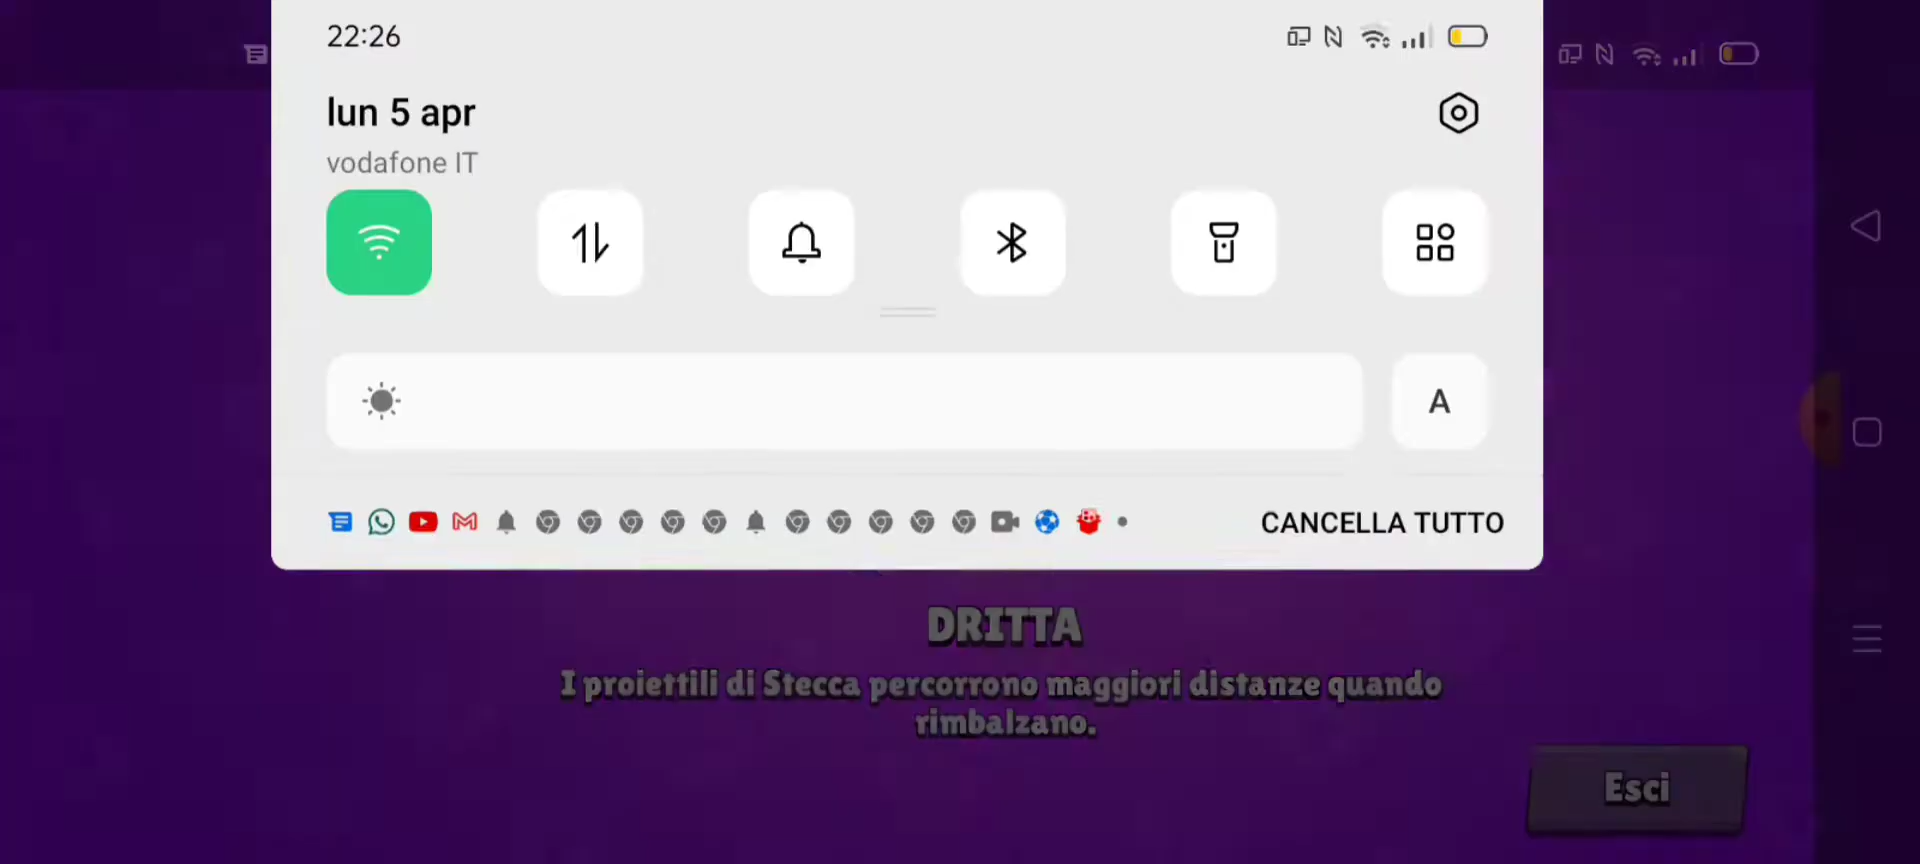 22:26
lun 5 apr
vodafone IT
A
CANCELLA TUTTO
DRITTA
I proiettili di Stecca percorrono maggiori distanze quando
rimbalzano.
Esci